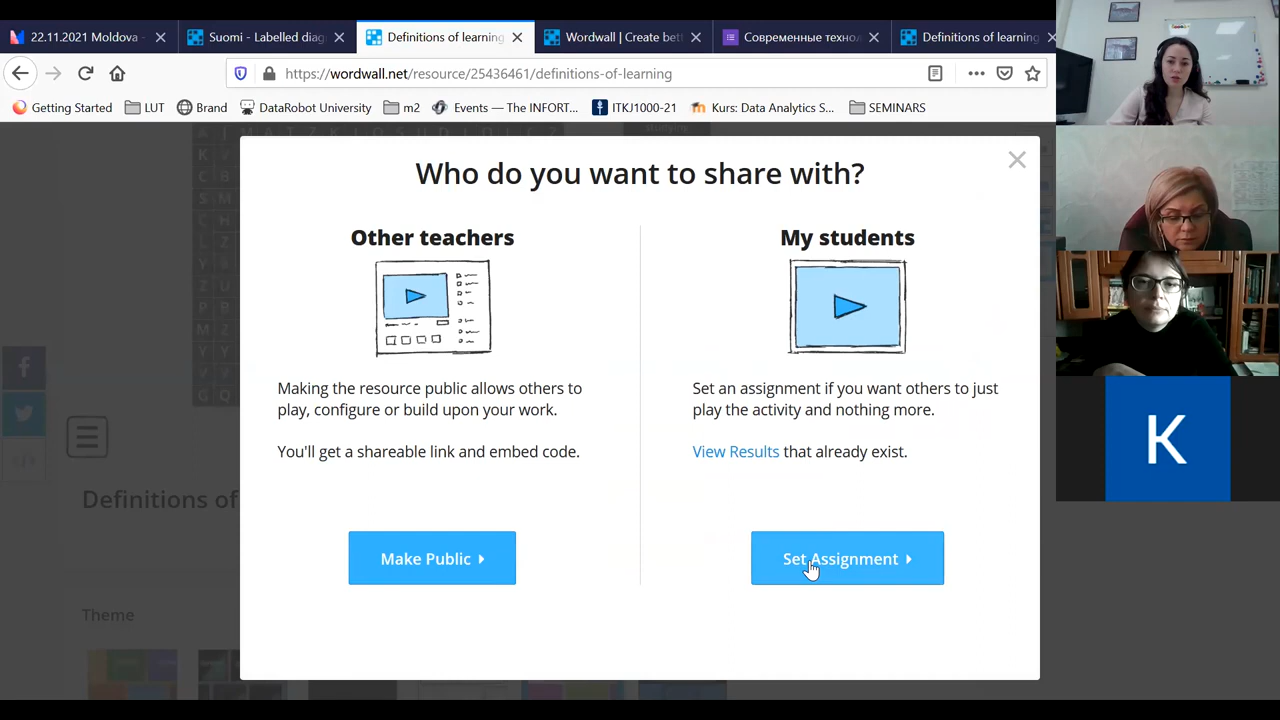 22.11.2021 Moldova -
Suomi - Labelled diag
Definitions of learning
Wordwall | Create bett
Современные техно
Definitions of learning
https://wordwall.net/resource/25436461/definitions-of-learning
Getting Started
LUT
Brand
DataRobot University
m2
Events — The INFORT...
ITKJ1000-21
Kurs: Data Analytics S...
SEMINARS
Who do you want to share with?
Other teachers
Making the resource public allows others to
play, configure or build upon your work.
You'll get a shareable link and embed code.
Make Public
My students
Set an assignment if you want others to just
play the activity and nothing more.
View Results that already exist.
Set Assignment
Definitions of
Theme
K